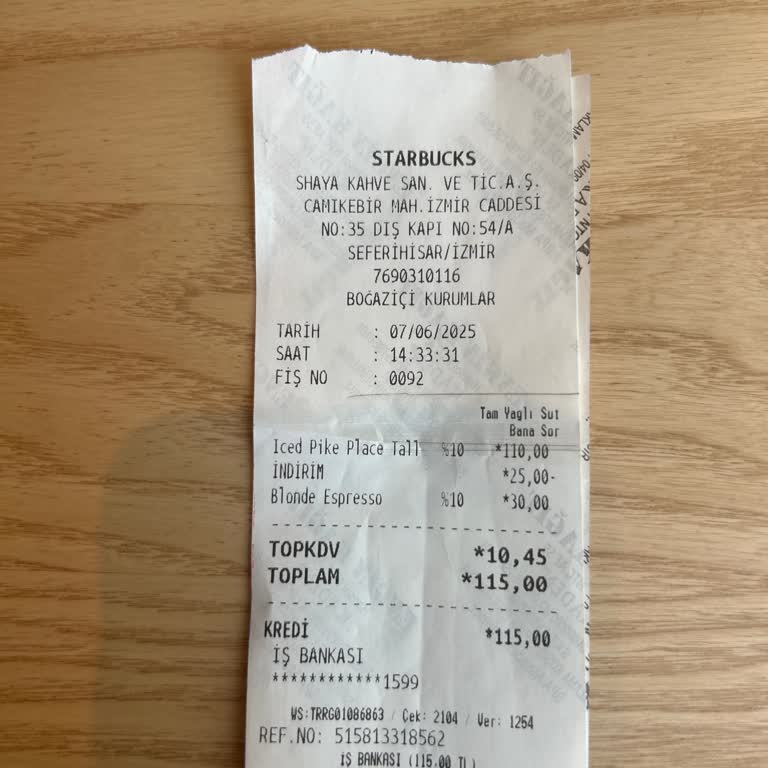 STARBUCKS
SHAYA KAHVE SAN. VE TİC.A.Ş.
CAMIKEBİR MAH.İZMİR CADDESİ
NO:35 DIŞ KAPI NO:54/A
SEFERİHİSAR/İZMİR
7690310116
BOĞAZİÇİ KURUMLAR
TARİH : 07/06/2025
SAAT : 14:33:31
FİŞ NO : 0092
Tam Yağlı Sut
Bana Sor
Iced Pike Place Tall %10 *110,00
İNDİRİM *25,00-
Blonde Espresso %10 *30,00
TOPKDV *10,45
TOPLAM *115,00
KREDİ *115,00
İŞ BANKASI
************1599
WS:TRRG01086863 / Çek: 2104 / Ver: 1254
REF.NO: 515813318562
İŞ BANKASI (115.00 TL)